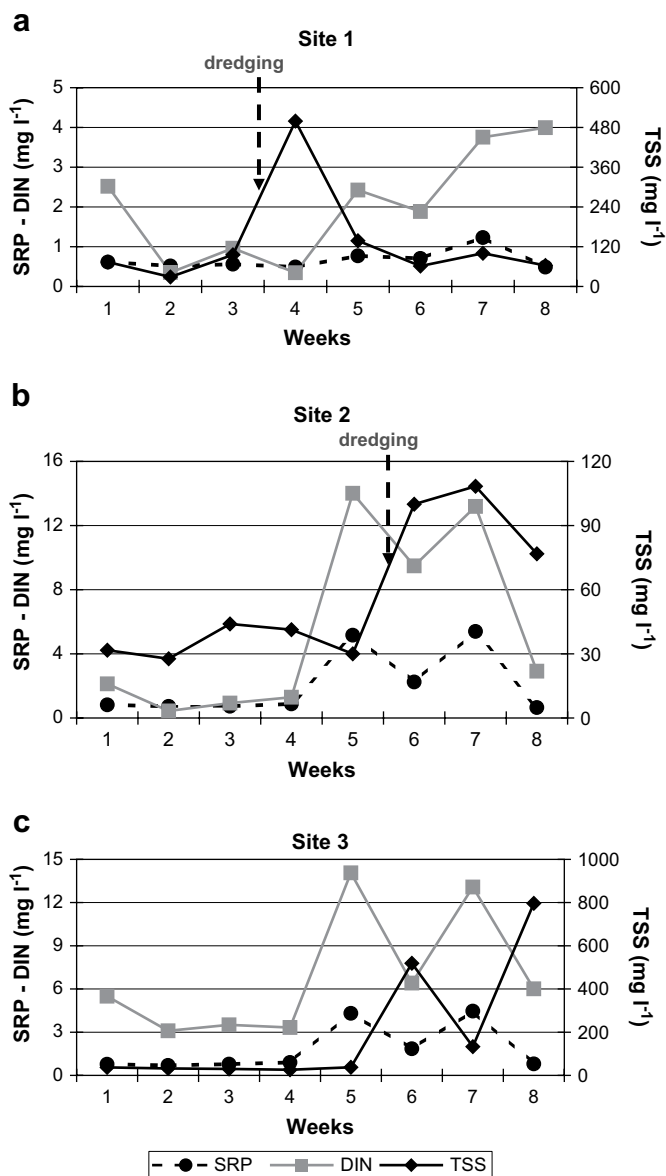 a
Site 1
dredging
5 600
4 480
3 360
2 240
1 120
0 0
SRP - DIN (mg l-1)
TSS (mg l-1)
1 2 3 4 5 6 7 8
Weeks
b
Site 2
dredging
16 120
12 90
8 60
4 30
0 0
SRP - DIN (mg l-1)
TSS (mg l-1)
1 2 3 4 5 6 7 8
Weeks
c
Site 3
15 1000
12 800
9 600
6 400
3 200
0 0
SRP - DIN (mg l-1)
TSS (mg l-1)
1 2 3 4 5 6 7 8
Weeks
SRP DIN TSS